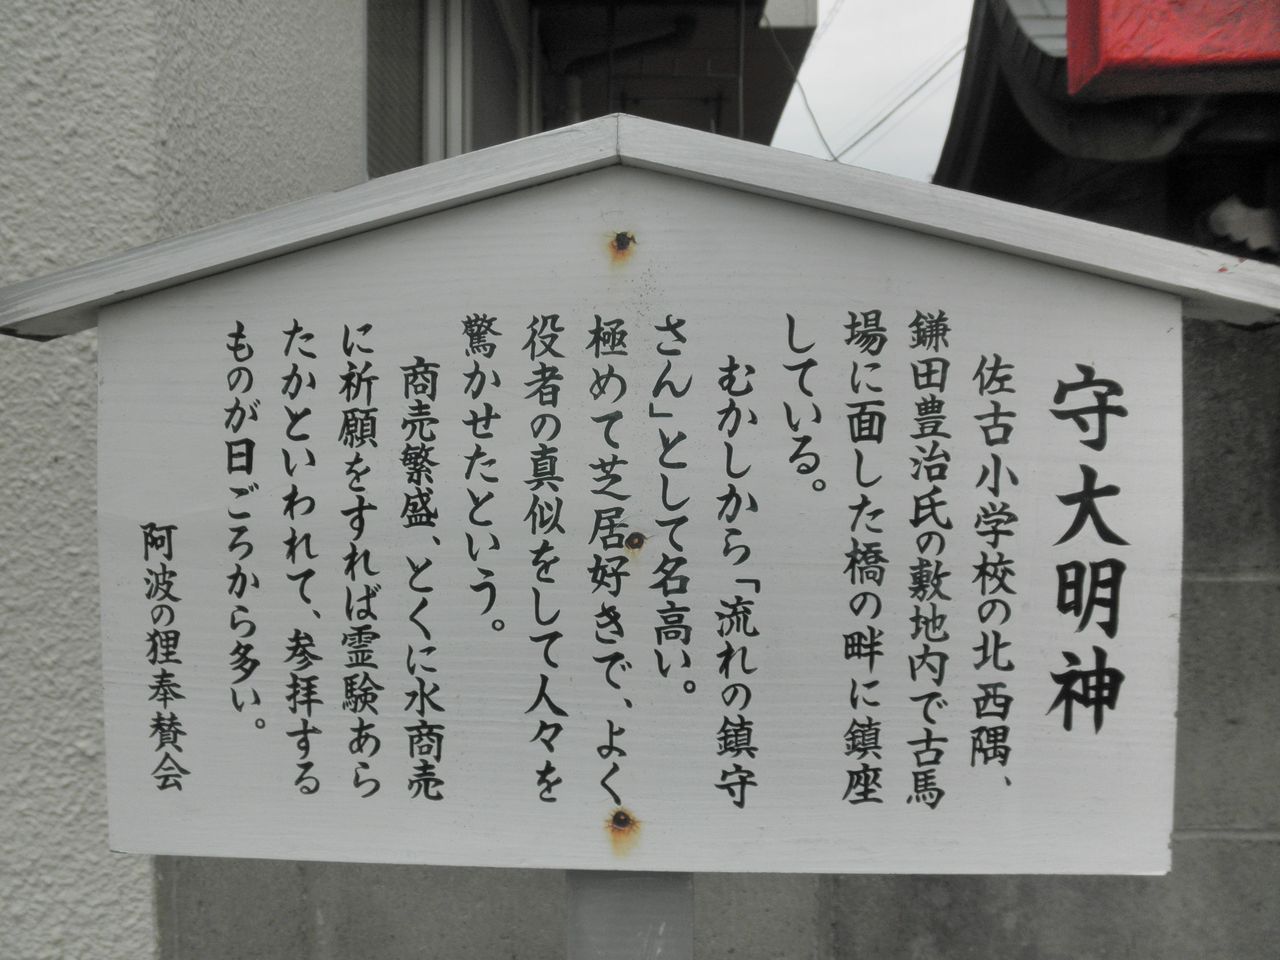 守大明神
佐古小学校の北西隅、
鎌田豊治氏の敷地内で古馬
場に面した橋の畔に鎮座
している。
むかしから「流れの鎮守
さん」として名高い。
極めて芝居好きで、よく
役者の真似をして人々を
驚かせたという。
商売繁盛、とくに水商売
に祈願をすれば霊験あら
たかといわれて、参拝する
ものが日ごろから多い。
阿波の狸奉賛会